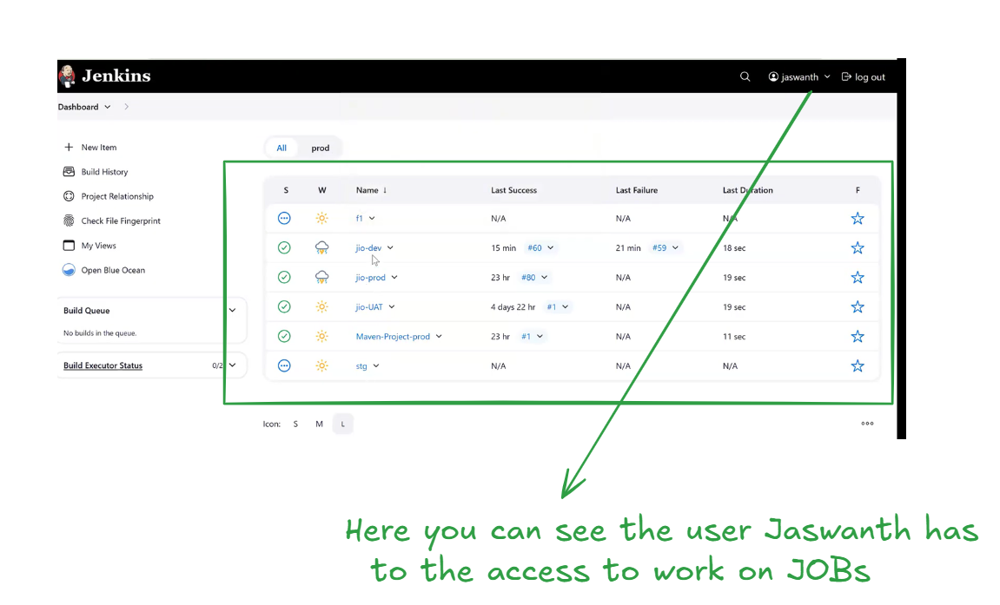 Jenkins
jaswanth
log out
Dashboard
New Item
Build History
Project Relationship
Check File Fingerprint
My Views
Open Blue Ocean
Build Queue
No builds in the queue.
Build Executor Status 0/2
All prod
S W Name ↓ Last Success Last Failure Last Duration F
f1 N/A N/A N/A
jio-dev 15 min #60 21 min #59 18 sec
jio-prod 23 hr #80 N/A 19 sec
jio-UAT 4 days 22 hr #1 N/A 19 sec
Maven-Project-prod 23 hr #1 N/A 11 sec
stg N/A N/A N/A
Icon: S M L
Here you can see the user Jaswanth has
to the access to work on JOBs